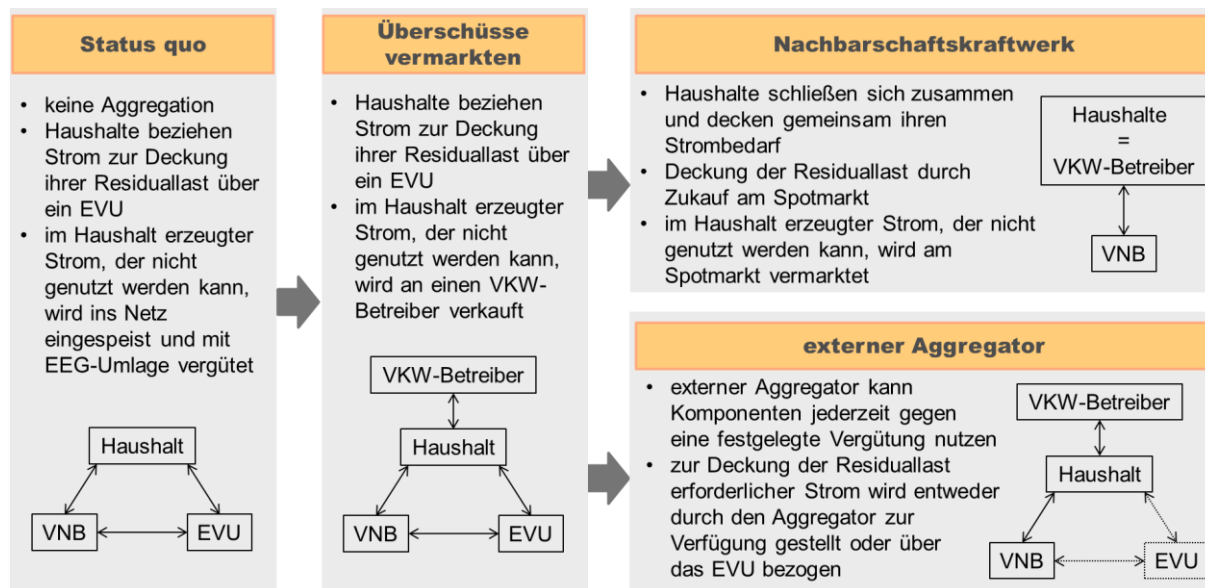 Status quo
• keine Aggregation
• Haushalte beziehen
Strom zur Deckung
ihrer Residuallast über
ein EVU
• im Haushalt erzeugter
Strom, der nicht
genutzt werden kann,
wird ins Netz
eingespeist und mit
EEG-Umlage vergütet
Haushalt
VNB
EVU
Überschüsse
vermarkten
• Haushalte beziehen
Strom zur Deckung
ihrer Residuallast über
ein EVU
• im Haushalt erzeugter
Strom, der nicht
genutzt werden kann,
wird an einen VKW-
Betreiber verkauft
VKW-Betreiber
Haushalt
VNB
EVU
Nachbarschaftskraftwerk
• Haushalte schließen sich zusammen
und decken gemeinsam ihren
Strombedarf
• Deckung der Residuallast durch
Zukauf am Spotmarkt
• im Haushalt erzeugter Strom, der nicht
genutzt werden kann, wird am
Spotmarkt vermarktet
Haushalte
=
VKW-Betreiber
VNB
externer Aggregator
• externer Aggregator kann
Komponenten jederzeit gegen
eine festgelegte Vergütung nutzen
• zur Deckung der Residuallast
erforderlicher Strom wird entweder
durch den Aggregator zur
Verfügung gestellt oder über
das EVU bezogen
VKW-Betreiber
Haushalt
VNB
EVU